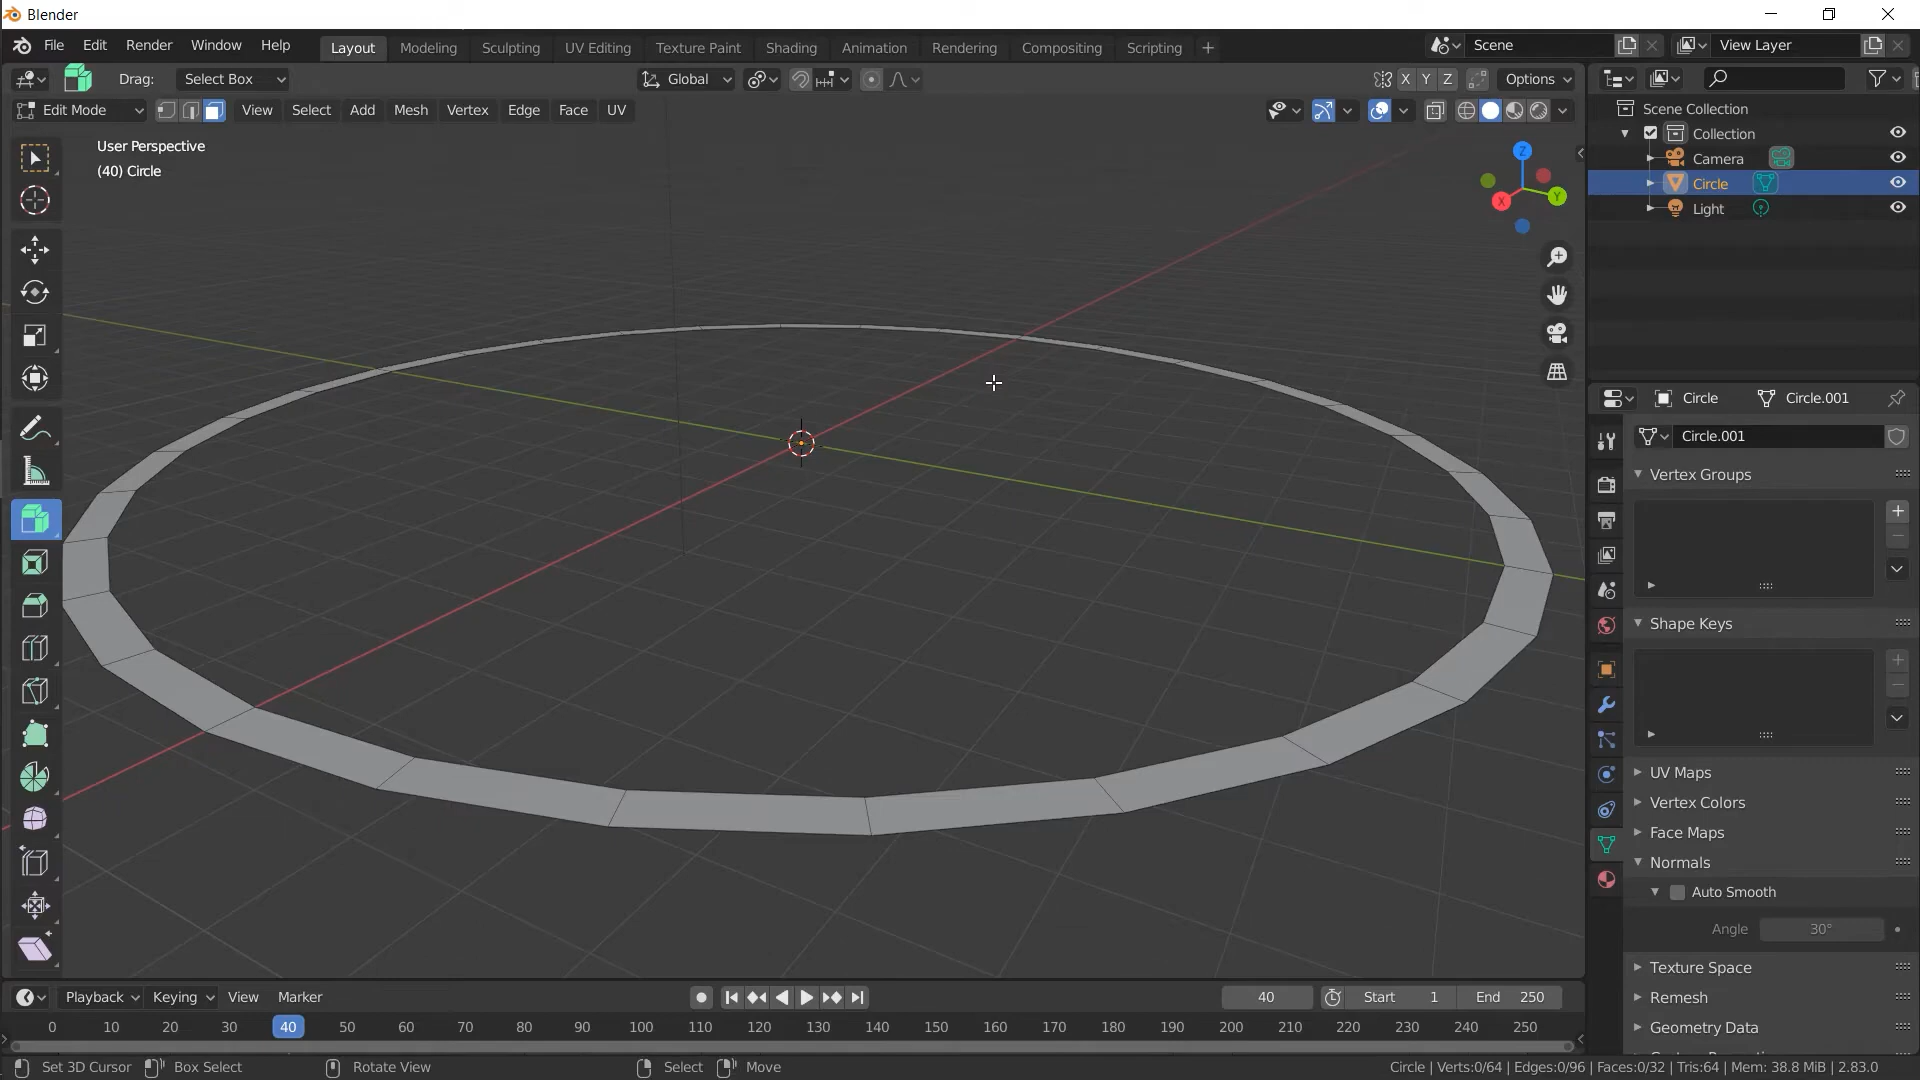 Blender
File Edit Render Window Help Layout Modeling Sculpting UV Editing Texture Paint Shading Animation Rendering Compositing Scripting + Scene View Layer
Drag: Select Box Global X Y Z Options
Edit Mode View Select Add Mesh Vertex Edge Face UV
User Perspective
(40) Circle
Z
Y
X
Scene Collection
Collection
Camera
Circle
Light
Circle Circle.001
Circle.001
Vertex Groups
Shape Keys
UV Maps
Vertex Colors
Face Maps
Normals
Auto Smooth
Angle 30°
Texture Space
Remesh
Geometry Data
Playback Keying View Marker 40 Start 1 End 250
0 10 20 30 40 50 60 70 80 90 100 110 120 130 140 150 160 170 180 190 200 210 220 230 240 250
Set 3D Cursor Box Select Rotate View Select Move Circle | Verts:0/64 | Edges:0/96 | Faces:0/32 | Tris:64 | Mem: 38.8 MiB | 2.83.0